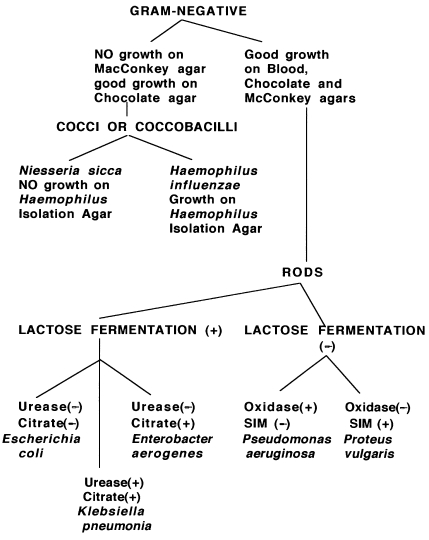 GRAM-NEGATIVE
NO growth on
MacConkey agar
good growth on
Chocolate agar
Good growth
on Blood,
Chocolate and
McConkey agars
COCCI OR COCCOBACILLI
Niesseria sicca
NO growth on
Haemophilus
Isolation Agar
Haemophilus
influenzae
Growth on
Haemophilus
Isolation Agar
RODS
LACTOSE FERMENTATION (+)
LACTOSE FERMENTATION
(-)
Urease(-)
Citrate(-)
Escherichia
coli
Urease(+)
Citrate(+)
Klebsiella
pneumonia
Urease(-)
Citrate(+)
Enterobacter
aerogenes
Oxidase(+)
SIM (-)
Pseudomonas
aeruginosa
Oxidase(-)
SIM (+)
Proteus
vulgaris